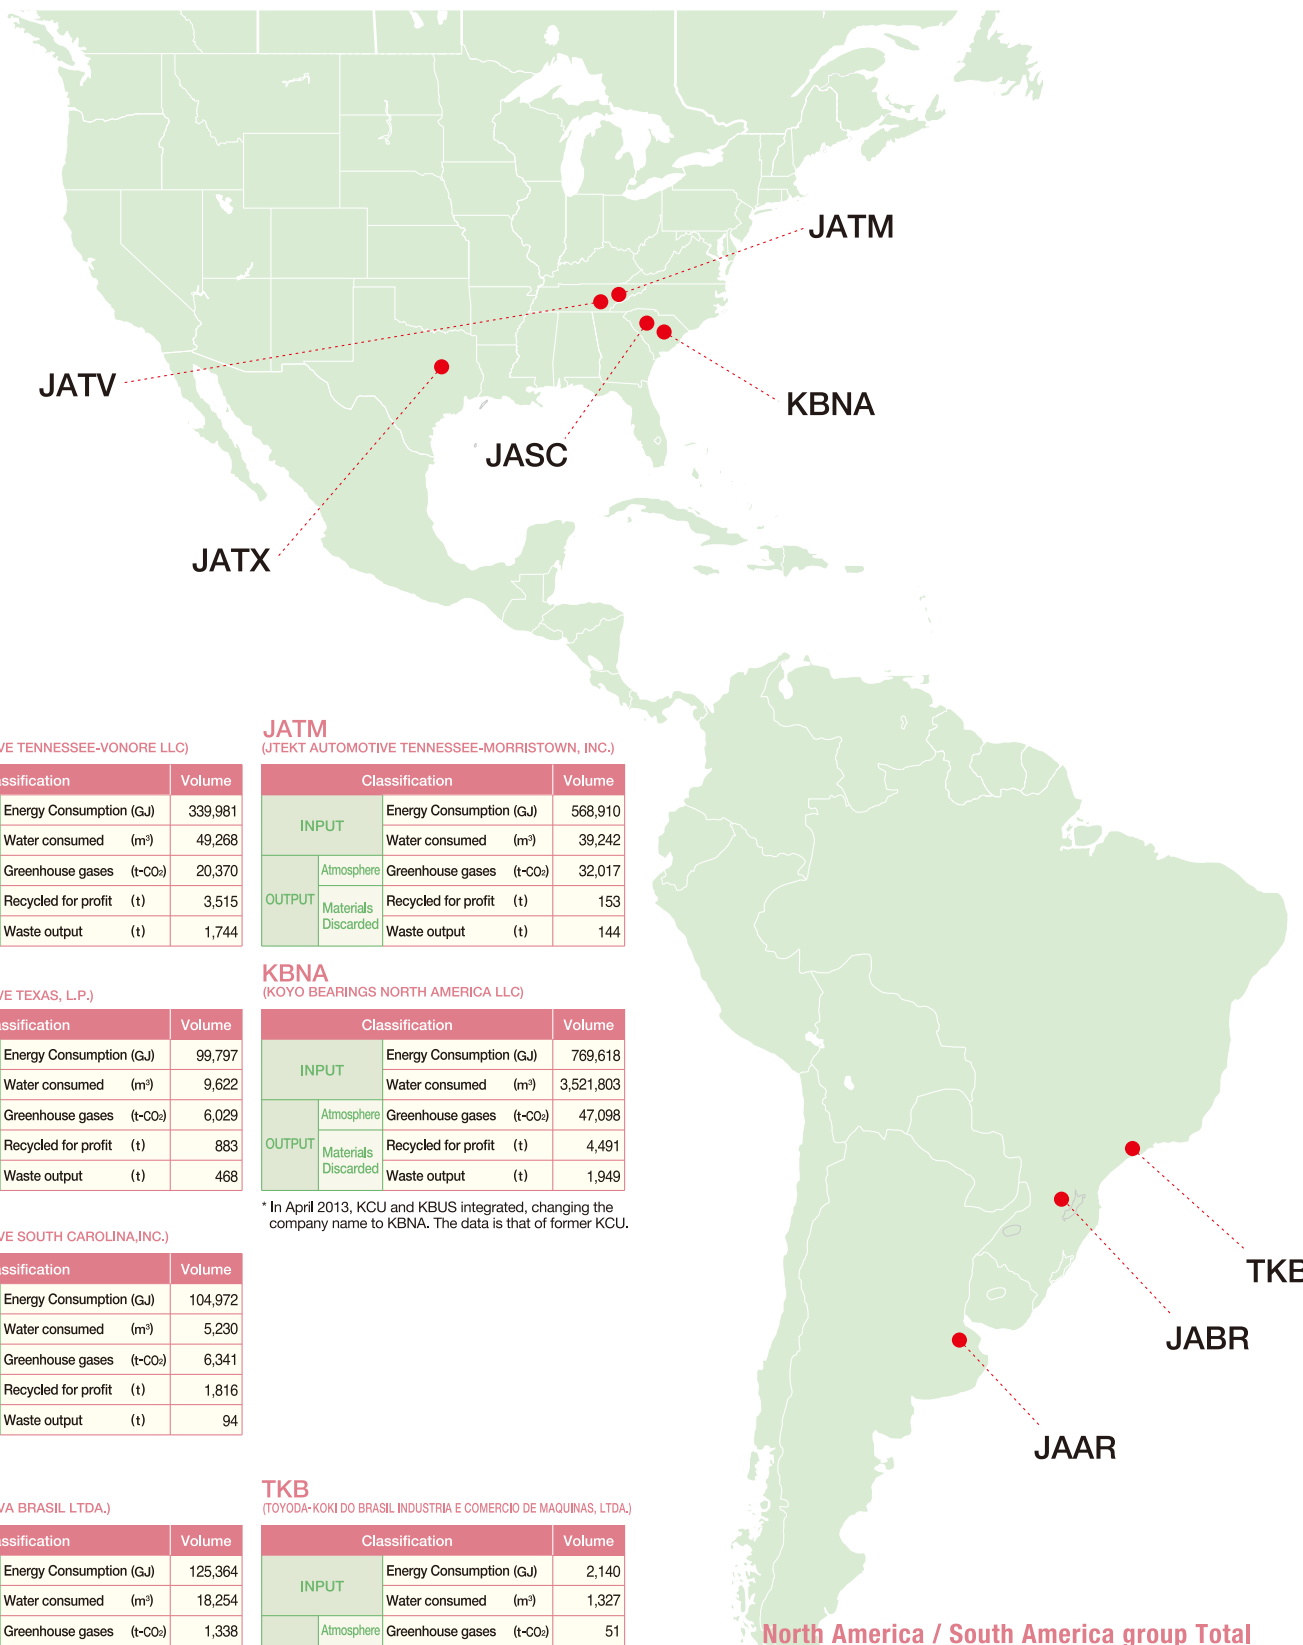 JATM
JATV
KBNA
JASC
JATX
VE TENNESSEE-VONORE LLC)
ssification Volume
Energy Consumption (GJ) 339,981
Water consumed (m³) 49,268
Greenhouse gases (t-CO₂) 20,370
Recycled for profit (t) 3,515
Waste output (t) 1,744
JATM
(JTEKT AUTOMOTIVE TENNESSEE-MORRISTOWN, INC.)
Classification Volume
INPUT Energy Consumption (GJ) 568,910
Water consumed (m³) 39,242
OUTPUT Atmosphere Greenhouse gases (t-CO₂) 32,017
Materials Discarded Recycled for profit (t) 153
Waste output (t) 144
VE TEXAS, L.P.)
ssification Volume
Energy Consumption (GJ) 99,797
Water consumed (m³) 9,622
Greenhouse gases (t-CO₂) 6,029
Recycled for profit (t) 883
Waste output (t) 468
KBNA
(KOYO BEARINGS NORTH AMERICA LLC)
Classification Volume
INPUT Energy Consumption (GJ) 769,618
Water consumed (m³) 3,521,803
OUTPUT Atmosphere Greenhouse gases (t-CO₂) 47,098
Materials Discarded Recycled for profit (t) 4,491
Waste output (t) 1,949
* In April 2013, KCU and KBUS integrated, changing the
company name to KBNA. The data is that of former KCU.
VE SOUTH CAROLINA,INC.)
ssification Volume
Energy Consumption (GJ) 104,972
Water consumed (m³) 5,230
Greenhouse gases (t-CO₂) 6,341
Recycled for profit (t) 1,816
Waste output (t) 94
TKB
JABR
JAAR
VA BRASIL LTDA.)
ssification Volume
Energy Consumption (GJ) 125,364
Water consumed (m³) 18,254
Greenhouse gases (t-CO₂) 1,338
TKB
(TOYODA-KOKI DO BRASIL INDUSTRIA E COMERCIO DE MAQUINAS, LTDA.)
Classification Volume
INPUT Energy Consumption (GJ) 2,140
Water consumed (m³) 1,327
Atmosphere Greenhouse gases (t-CO₂) 51
North America / South America group Total